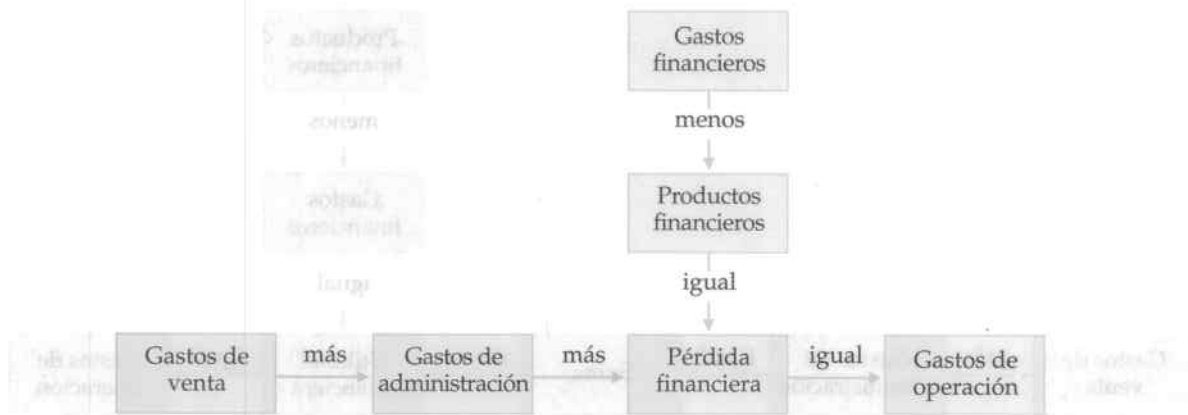 Gastos
financieros
menos
Productos
financieros
igual
Gastos de
venta
más
Gastos de
administración
más
Pérdida
financiera
igual
Gastos de
operación